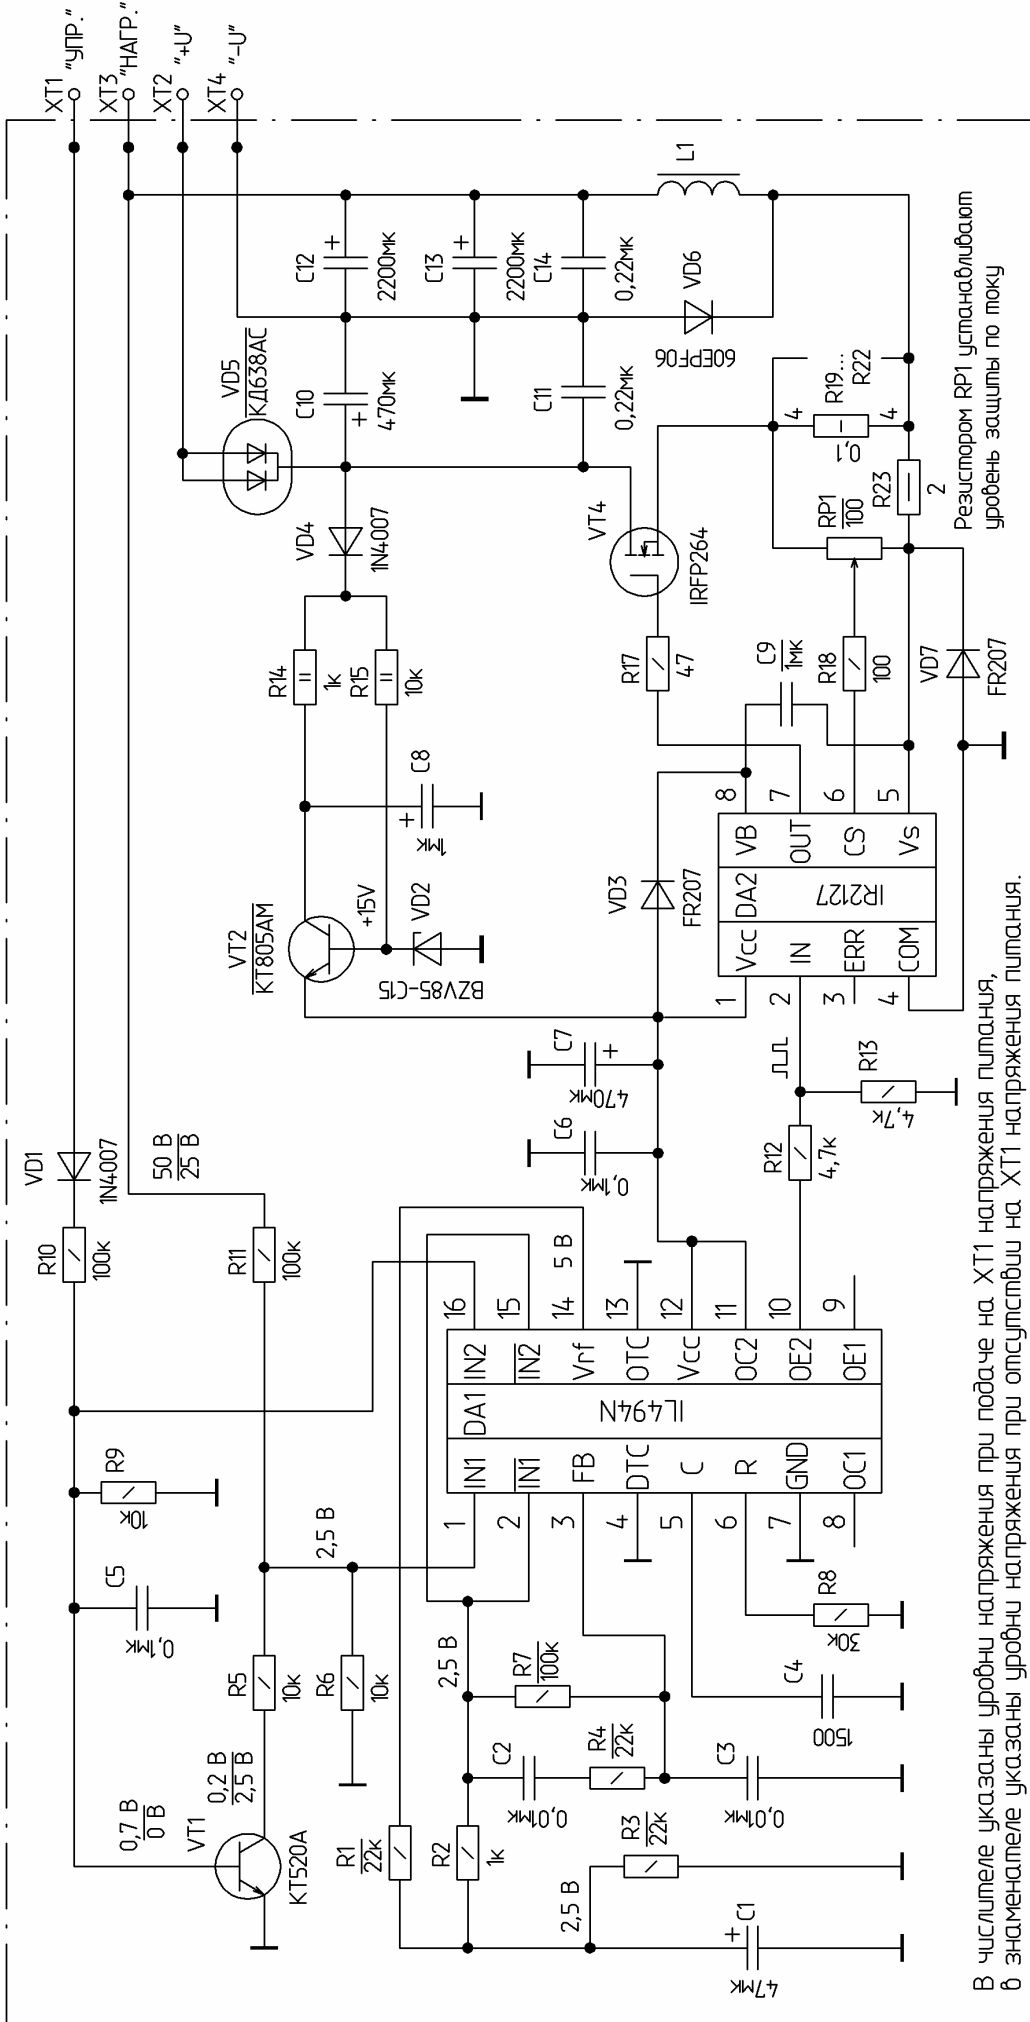 XT1 "УПР."
XT3 "НАГР."
XT2 "+U"
XT4 "–U"
VD1
1N4007
R10
100к
R9
10к
C5
0,1мк
50 В
25 В
R11
100к
R5
10к
R6
10к
2,5 В
0,7 В
0 В
0,2 В
2,5 В
VT1
КТ520А
R1
22к
R2
1к
2,5 В
C1
47мк
R3
22к
C2
0,01мк
R4
22к
C3
0,01мк
R7
100к
2,5 В
C4
1500
R8
30к
DA1
IL494N
1 IN1
2 IN1
3 FB
4 DTC
5 C
6 R
7 GND
8 OC1
IN2 16
IN2 15
Vrf 14
OTC 13
Vcc 12
OC2 11
OE2 10
OE1 9
5 В
C6
0,1мк
C7
470мк
R12
4,7к
R13
4,7к
VT2
КТ805АМ
+15V
VD2
BZV85-C15
C8
1мк
R14
1к
R15
10к
VD4
1N4007
VD5
КД638АС
C10
470мк
C12
2200мк
C13
2200мк
C14
0,22мк
C11
0,22мк
L1
VD6
60EPF06
VD3
FR207
DA2
IR2127
1 Vcc
2 IN
3 ERR
4 COM
VB 8
OUT 7
CS 6
Vs 5
C9
1мк
R17
47
R18
100
VT4
IRFP264
RP1
100
R19...
R22
0,1
4
4
R23
2
VD7
FR207
Резистором RP1 устанавливают
уровень защиты по току
В числителе указаны уровни напряжения при подаче на XT1 напряжения питания,
в знаменателе указаны уровни напряжения при отсутствии на XT1 напряжения питания.